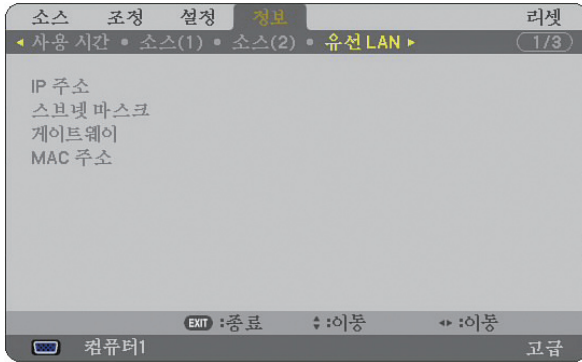 소스 조정 설정 정보 리셋
◂ 사용 시간 • 소스(1) • 소스(2) • 유선 LAN ▸ 1/3
IP 주소
스브넷 마스크
게이트웨이
MAC 주소
EXIT :종료 :이동 :이동
컴퓨터1 고급